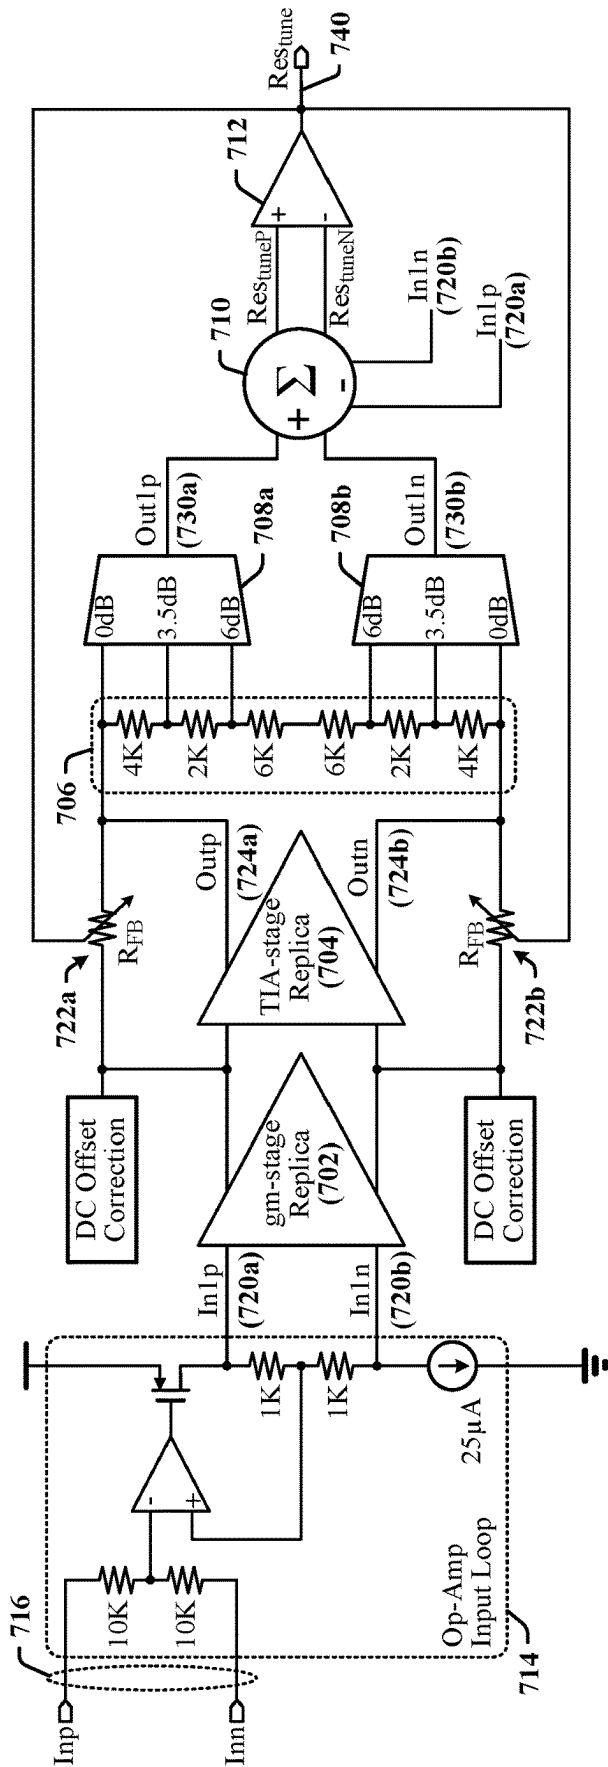 716
Inp
Inn
10K
10K
-
+
Op-Amp
Input Loop
714
1K
1K
25µA
In1p
(720a)
In1n
(720b)
DC Offset
Correction
DC Offset
Correction
gm-stage
Replica
(702)
722a
R_FB
TIA-stage
Replica
(704)
R_FB
722b
Outp
(724a)
Outn
(724b)
706
4K
2K
6K
6K
2K
4K
0dB
3.5dB
6dB
708a
6dB
3.5dB
0dB
708b
Out1p
(730a)
Out1n
(730b)
710
+
Σ
-
Res_tuneP
Res_tuneN
In1n
(720b)
In1p
(720a)
712
+
-
Res_tune
740